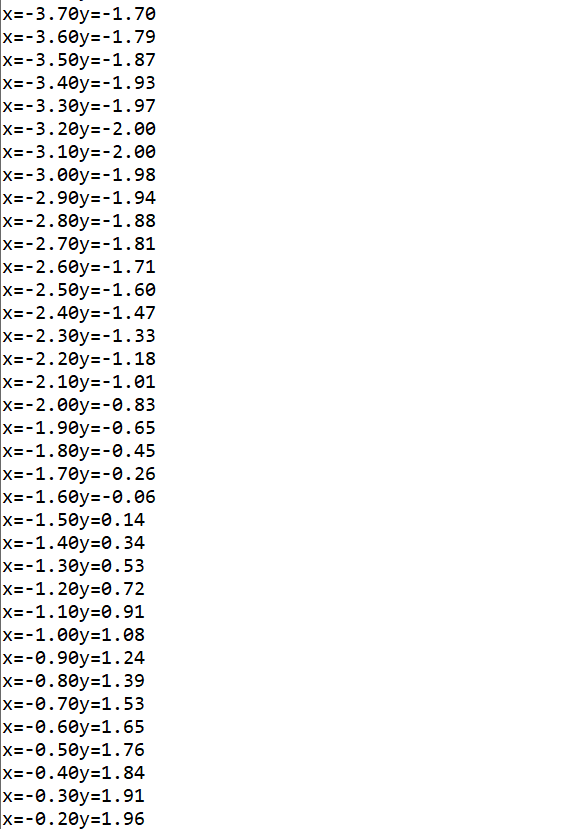 x=-3.70y=-1.70
x=-3.60y=-1.79
x=-3.50y=-1.87
x=-3.40y=-1.93
x=-3.30y=-1.97
x=-3.20y=-2.00
x=-3.10y=-2.00
x=-3.00y=-1.98
x=-2.90y=-1.94
x=-2.80y=-1.88
x=-2.70y=-1.81
x=-2.60y=-1.71
x=-2.50y=-1.60
x=-2.40y=-1.47
x=-2.30y=-1.33
x=-2.20y=-1.18
x=-2.10y=-1.01
x=-2.00y=-0.83
x=-1.90y=-0.65
x=-1.80y=-0.45
x=-1.70y=-0.26
x=-1.60y=-0.06
x=-1.50y=0.14
x=-1.40y=0.34
x=-1.30y=0.53
x=-1.20y=0.72
x=-1.10y=0.91
x=-1.00y=1.08
x=-0.90y=1.24
x=-0.80y=1.39
x=-0.70y=1.53
x=-0.60y=1.65
x=-0.50y=1.76
x=-0.40y=1.84
x=-0.30y=1.91
x=-0.20y=1.96